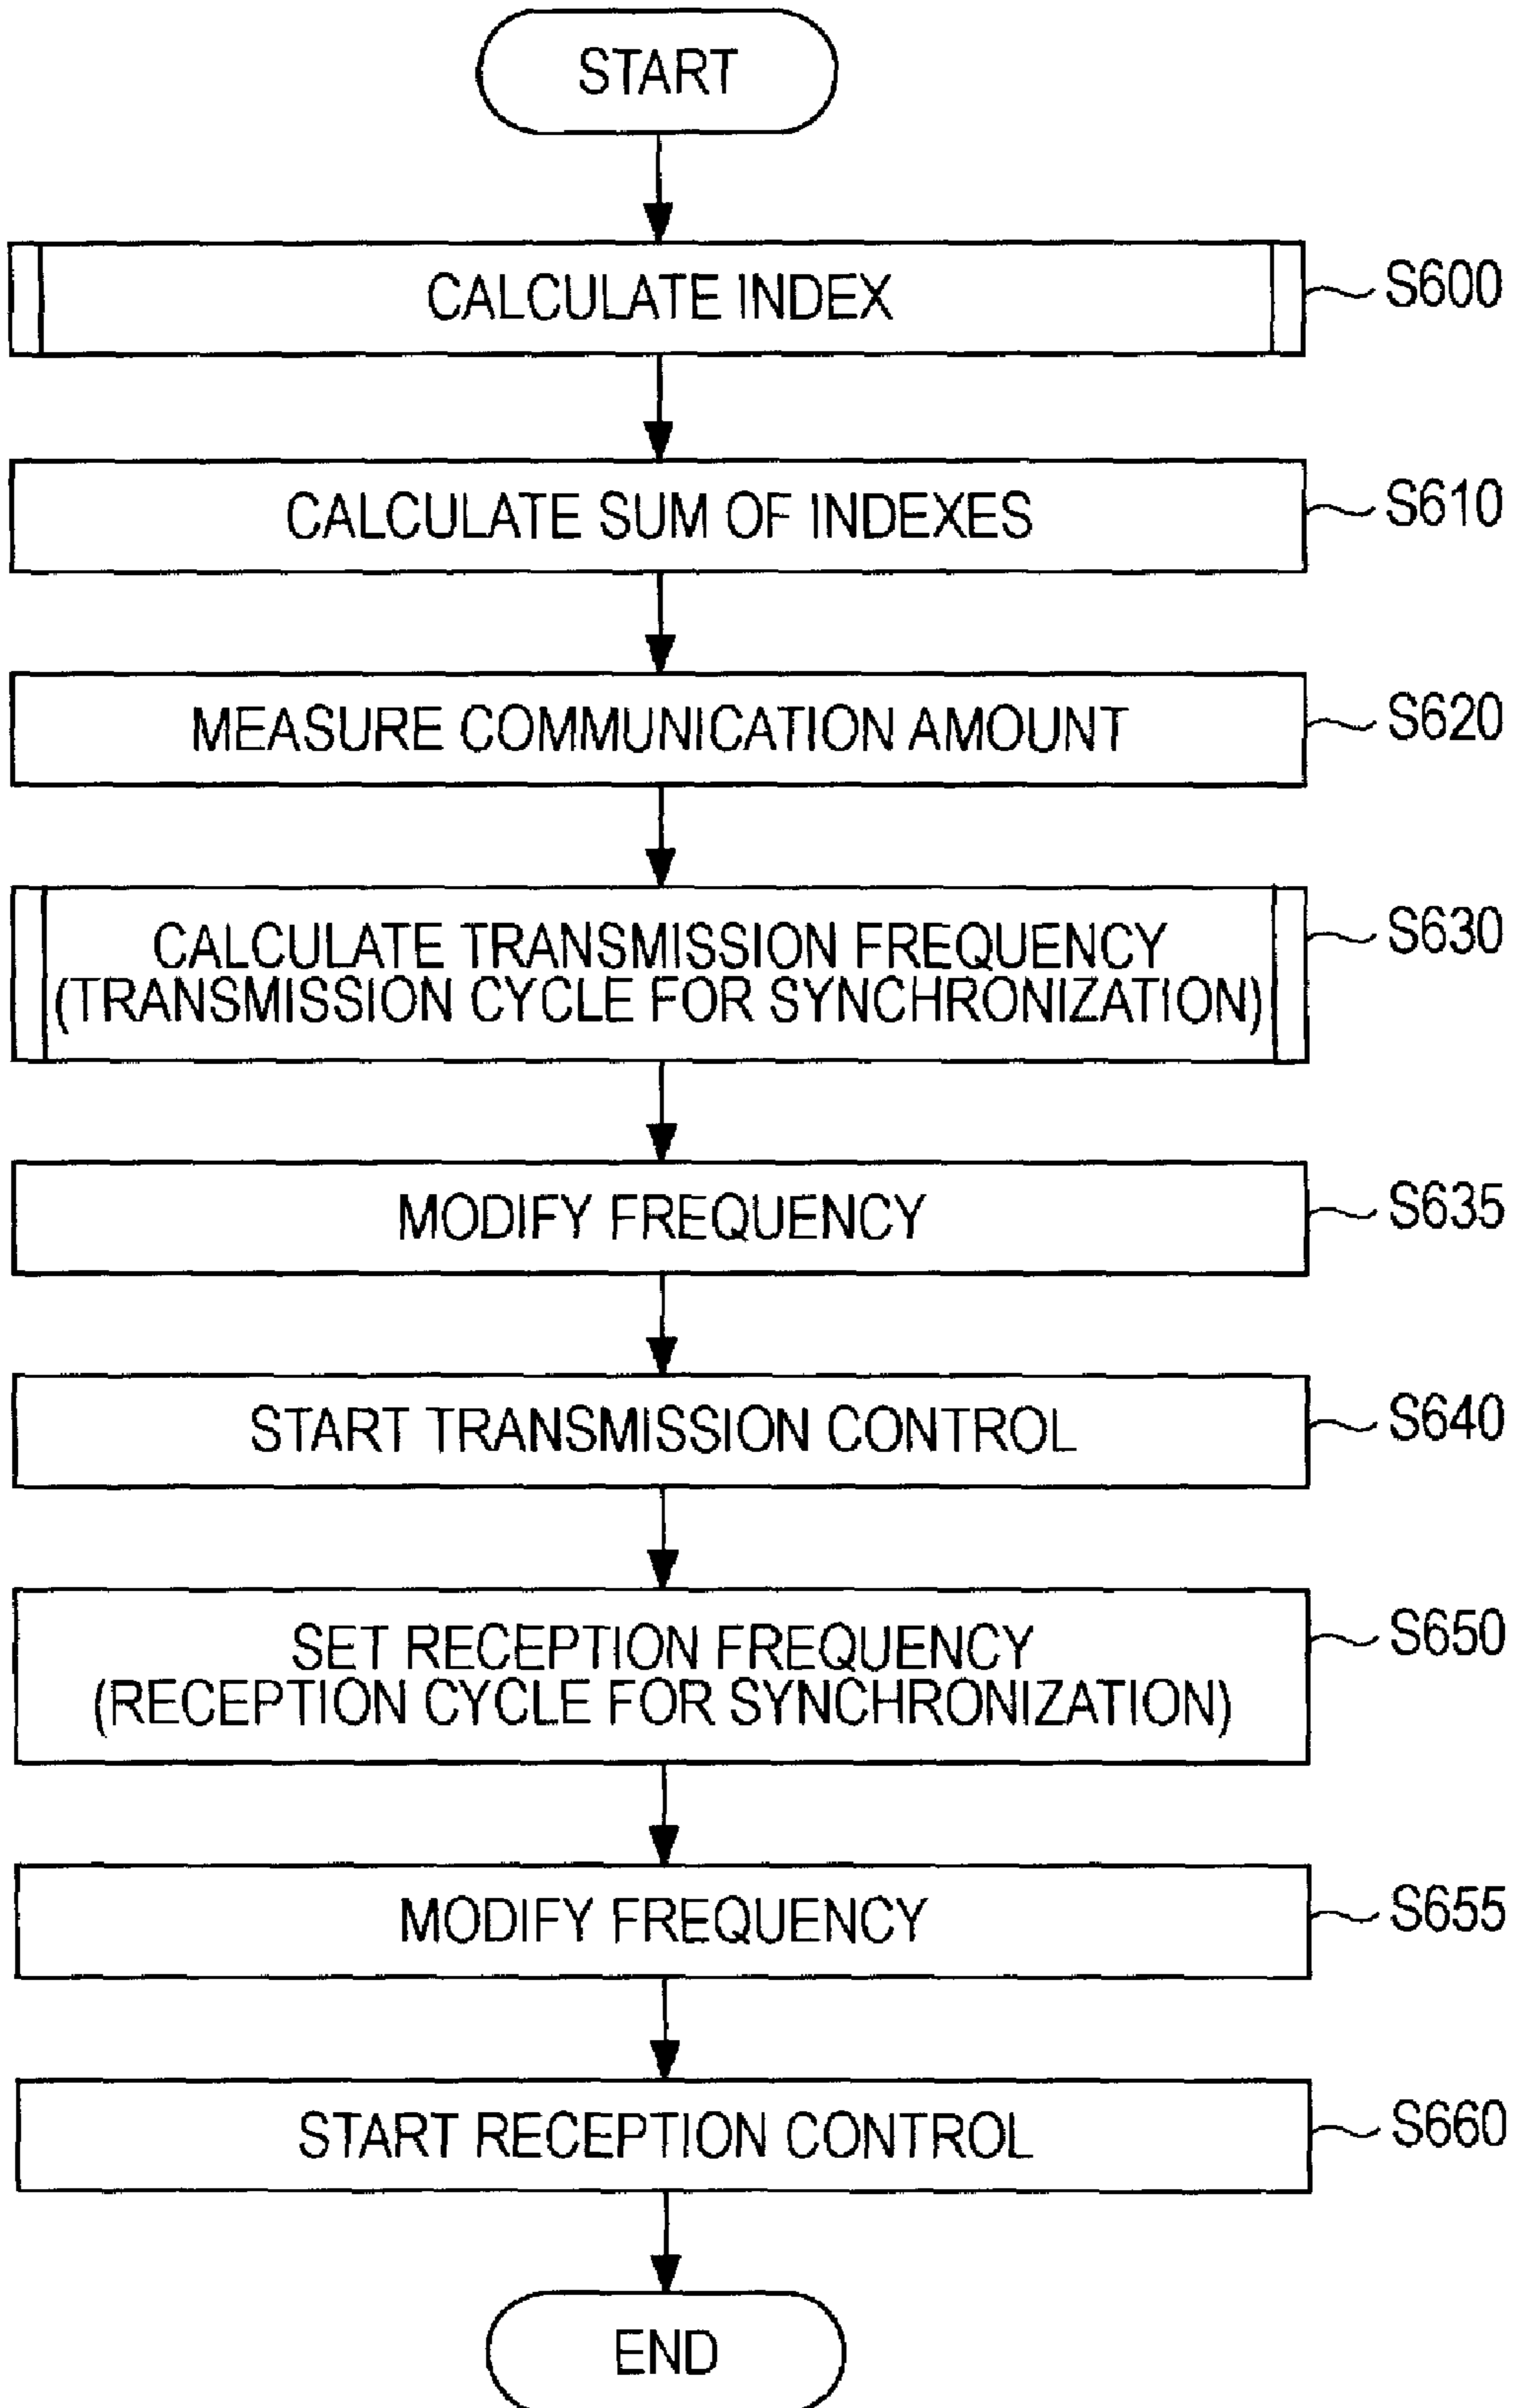 START
CALCULATE INDEX
S600
CALCULATE SUM OF INDEXES
S610
MEASURE COMMUNICATION AMOUNT
S620
CALCULATE TRANSMISSION FREQUENCY
(TRANSMISSION CYCLE FOR SYNCHRONIZATION)
S630
MODIFY FREQUENCY
S635
START TRANSMISSION CONTROL
S640
SET RECEPTION FREQUENCY
(RECEPTION CYCLE FOR SYNCHRONIZATION)
S650
MODIFY FREQUENCY
S655
START RECEPTION CONTROL
S660
END